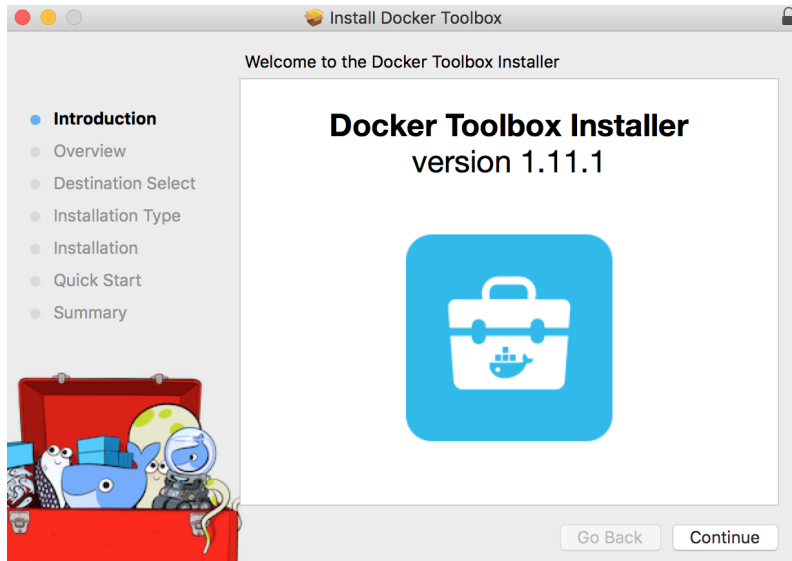 Install Docker Toolbox
Welcome to the Docker Toolbox Installer
Introduction
Overview
Destination Select
Installation Type
Installation
Quick Start
Summary
Docker Toolbox Installer
version 1.11.1
Go Back
Continue